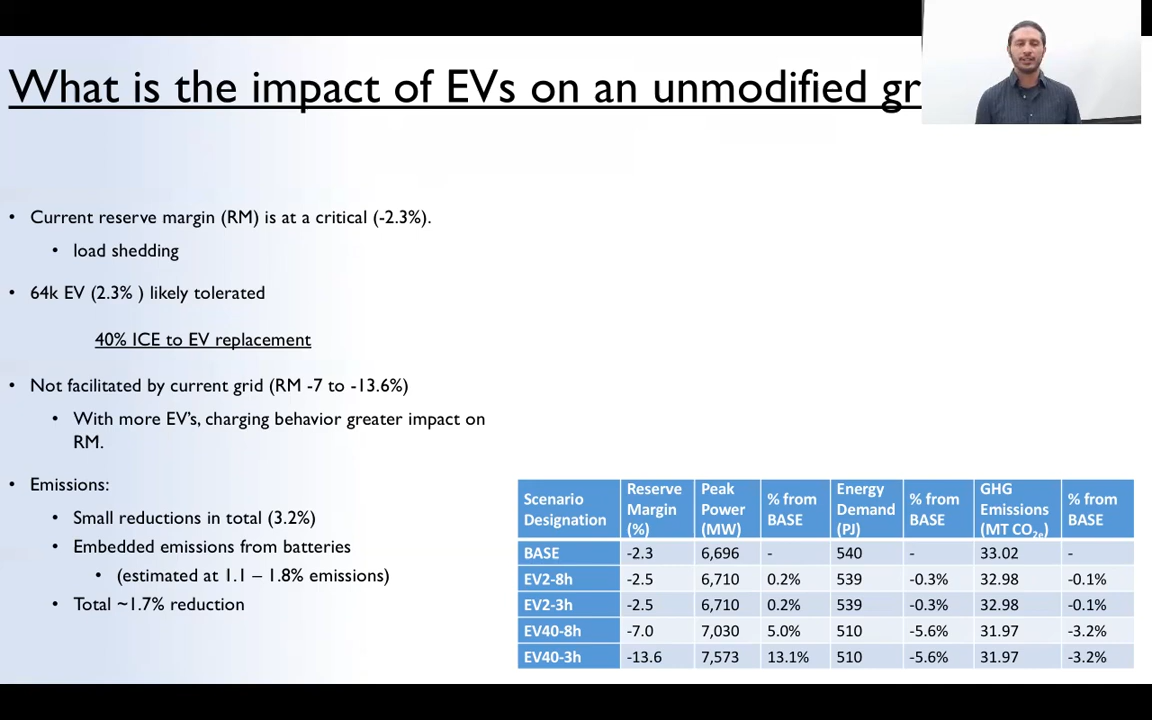 What is the impact of EVs on an unmodified gr
• Current reserve margin (RM) is at a critical (-2.3%).
• load shedding
• 64k EV (2.3% ) likely tolerated
40% ICE to EV replacement
• Not facilitated by current grid (RM -7 to -13.6%)
• With more EV's, charging behavior greater impact on
RM.
• Emissions:
• Small reductions in total (3.2%)
• Embedded emissions from batteries
• (estimated at 1.1 – 1.8% emissions)
• Total ~1.7% reduction
Scenario Designation | Reserve Margin (%) | Peak Power (MW) | % from BASE | Energy Demand (PJ) | % from BASE | GHG Emissions (MT CO2e) | % from BASE
BASE | -2.3 | 6,696 | - | 540 | - | 33.02 | -
EV2-8h | -2.5 | 6,710 | 0.2% | 539 | -0.3% | 32.98 | -0.1%
EV2-3h | -2.5 | 6,710 | 0.2% | 539 | -0.3% | 32.98 | -0.1%
EV40-8h | -7.0 | 7,030 | 5.0% | 510 | -5.6% | 31.97 | -3.2%
EV40-3h | -13.6 | 7,573 | 13.1% | 510 | -5.6% | 31.97 | -3.2%